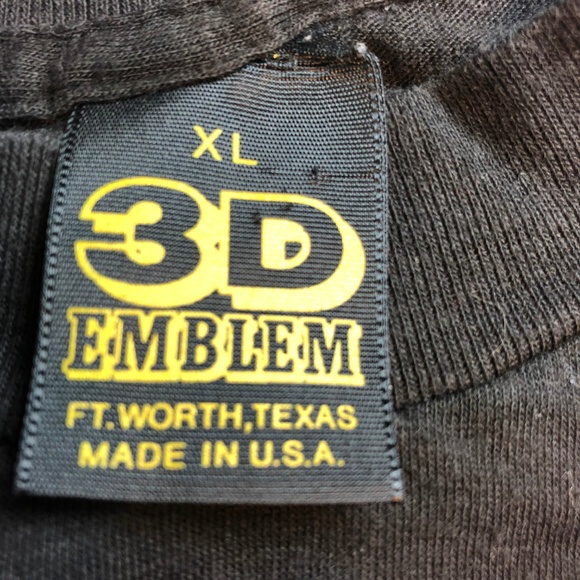 XL
3D
EMBLEM
FT. WORTH, TEXAS
MADE IN U.S.A.